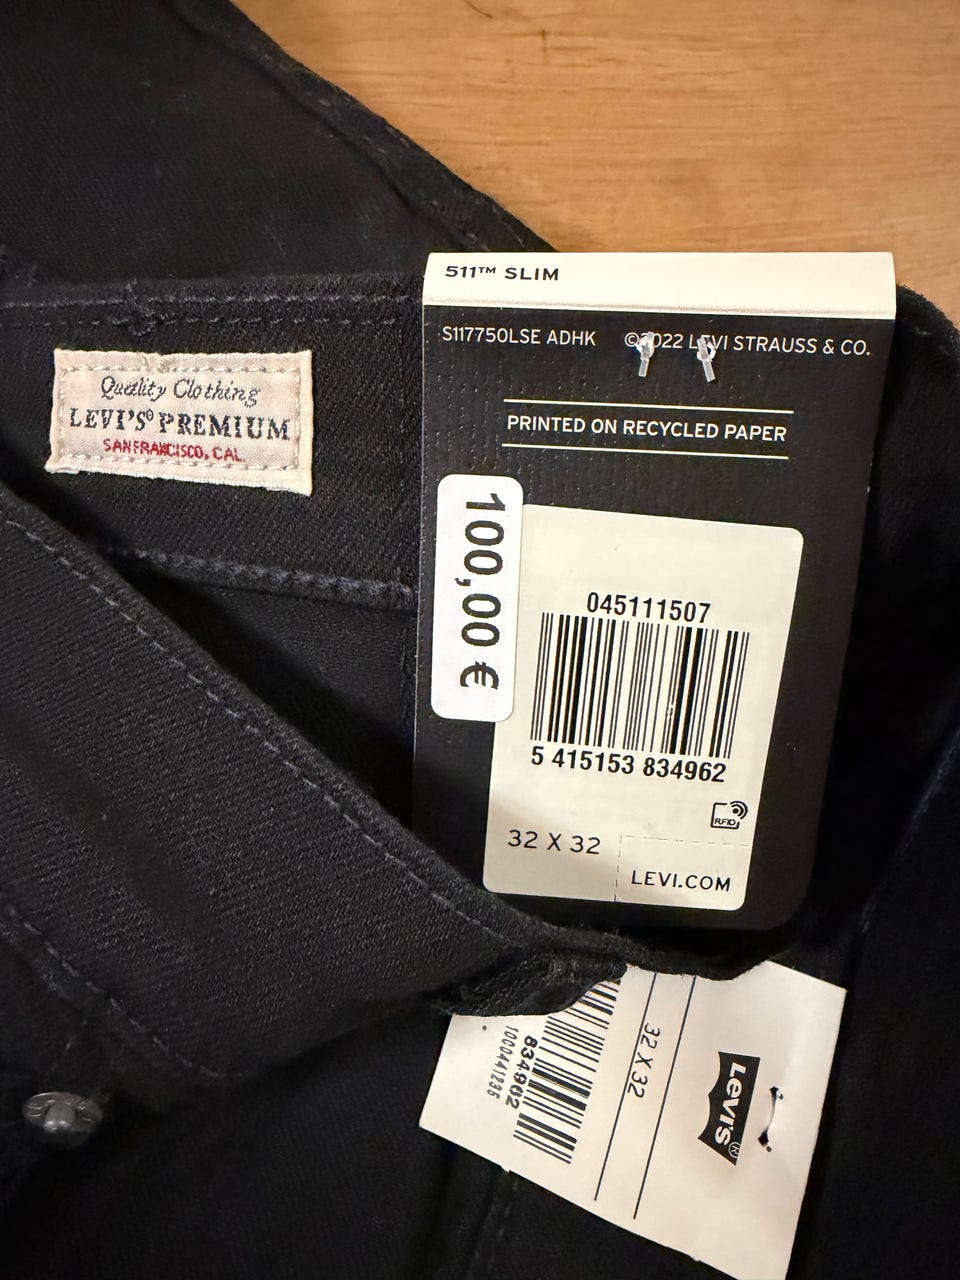 511™ SLIM
S117750LSE ADHK ©2022 LEVI STRAUSS & CO.
PRINTED ON RECYCLED PAPER
Quality Clothing
LEVI'S® PREMIUM
SAN FRANCISCO, CAL.
100,00 €
045111507
5 415153 834962
RFID
32 X 32
LEVI.COM
32 X 32
834962
1000441236
Levi's®